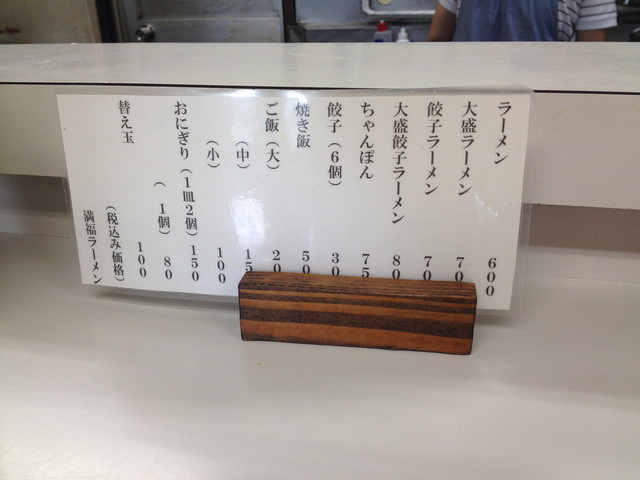 ラーメン 600
大盛ラーメン 70
餃子ラーメン 70
大盛餃子ラーメン 80
ちゃんぽん 75
餃子（6個） 30
焼き飯 50
ご飯（大） 20
（中） 15
（小） 100
おにぎり（1皿2個） 150
（ 1個） 80
替え玉 100
（税込み価格）
満福ラーメン